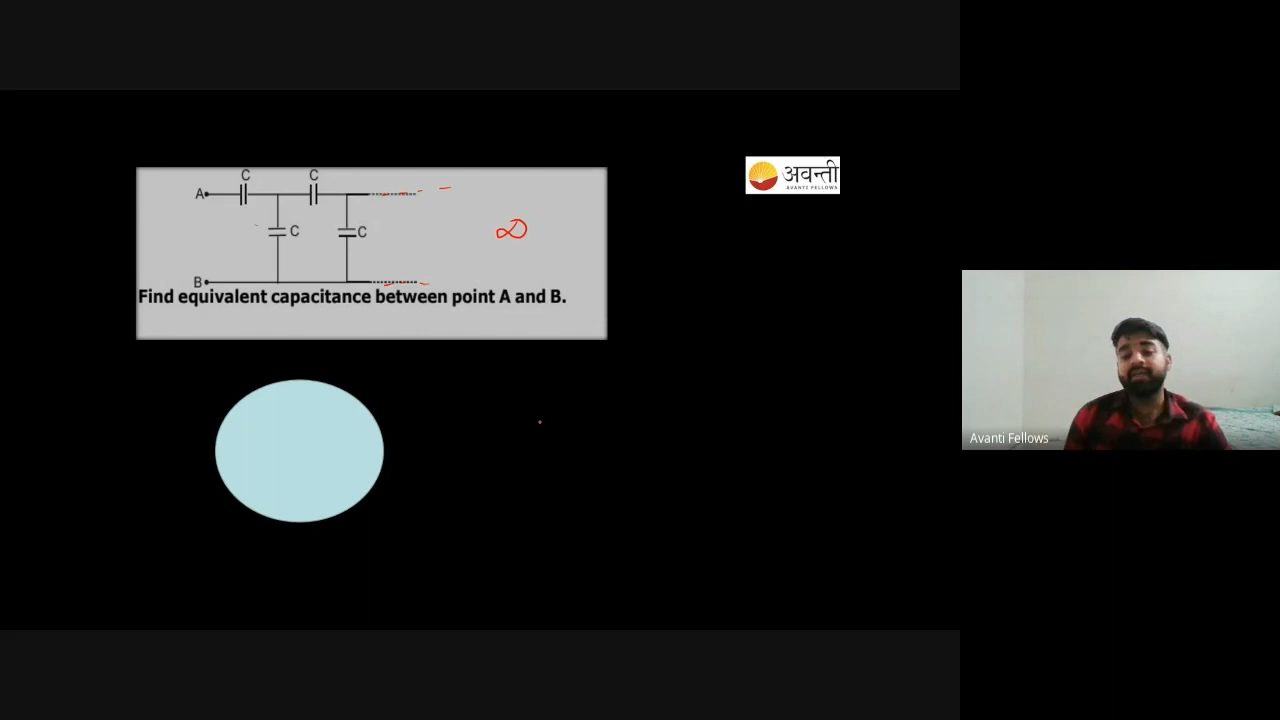 C C
A
C C
B
Find equivalent capacitance between point A and B.
∞
अवन्ती
AVANTI FELLOWS
Avanti Fellows